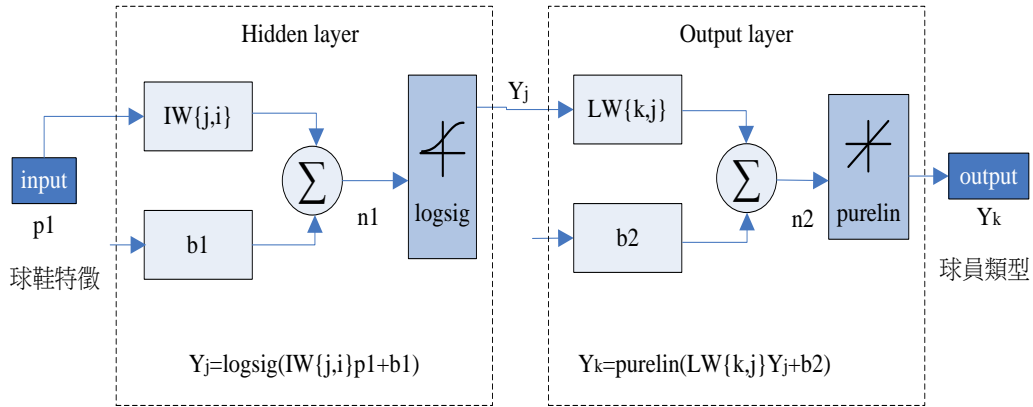 Hidden layer
IW{j,i}
input
p1
球鞋特徵
b1
∑
n1
logsig
Yj=logsig(IW{j,i}p1+b1)
Yj
Output layer
LW{k,j}
b2
∑
n2
purelin
Yk=purelin(LW{k,j}Yj+b2)
output
Yk
球員類型